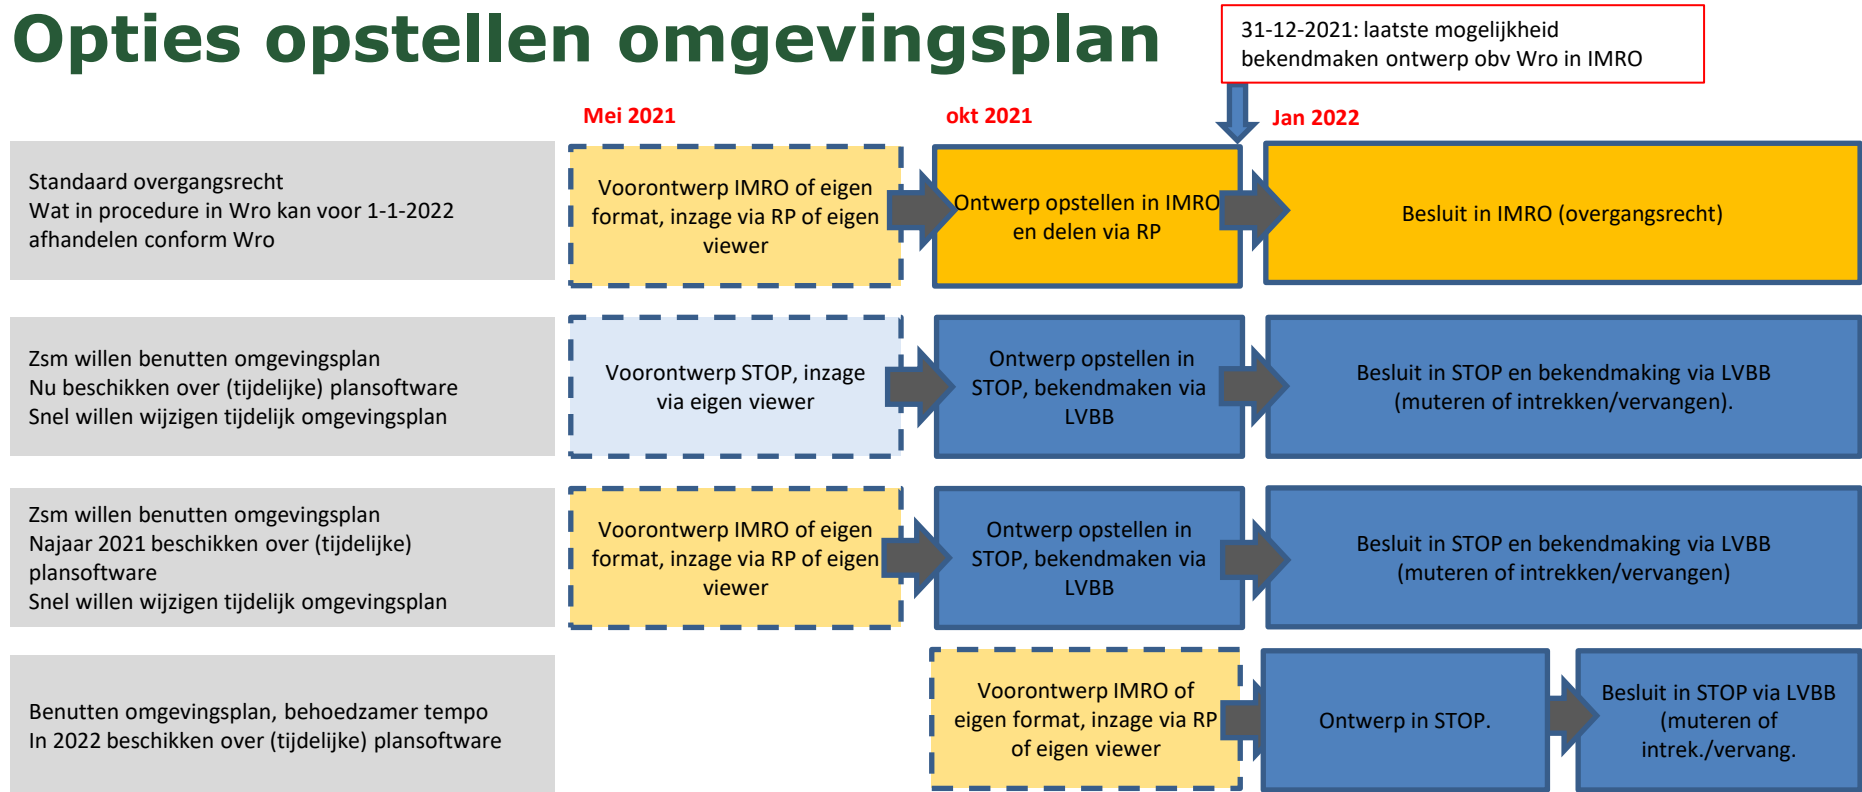 Opties opstellen omgevingsplan
31-12-2021: laatste mogelijkheid
bekendmaken ontwerp obv Wro in IMRO
Mei 2021
okt 2021
Jan 2022
Standaard overgangsrecht
Wat in procedure in Wro kan voor 1-1-2022
afhandelen conform Wro
Voorontwerp IMRO of eigen
format, inzage via RP of eigen
viewer
Ontwerp opstellen in IMRO
en delen via RP
Besluit in IMRO (overgangsrecht)
Zsm willen benutten omgevingsplan
Nu beschikken over (tijdelijke) plansoftware
Snel willen wijzigen tijdelijk omgevingsplan
Voorontwerp STOP, inzage
via eigen viewer
Ontwerp opstellen in
STOP, bekendmaken via
LVBB
Besluit in STOP en bekendmaking via LVBB
(muteren of intrekken/vervangen).
Zsm willen benutten omgevingsplan
Najaar 2021 beschikken over (tijdelijke)
plansoftware
Snel willen wijzigen tijdelijk omgevingsplan
Voorontwerp IMRO of eigen
format, inzage via RP of eigen
viewer
Ontwerp opstellen in
STOP, bekendmaken via
LVBB
Besluit in STOP en bekendmaking via LVBB
(muteren of intrekken/vervangen)
Benutten omgevingsplan, behoedzamer tempo
In 2022 beschikken over (tijdelijke) plansoftware
Voorontwerp IMRO of
eigen format, inzage via RP
of eigen viewer
Ontwerp in STOP.
Besluit in STOP via LVBB
(muteren of
intrek./vervang.